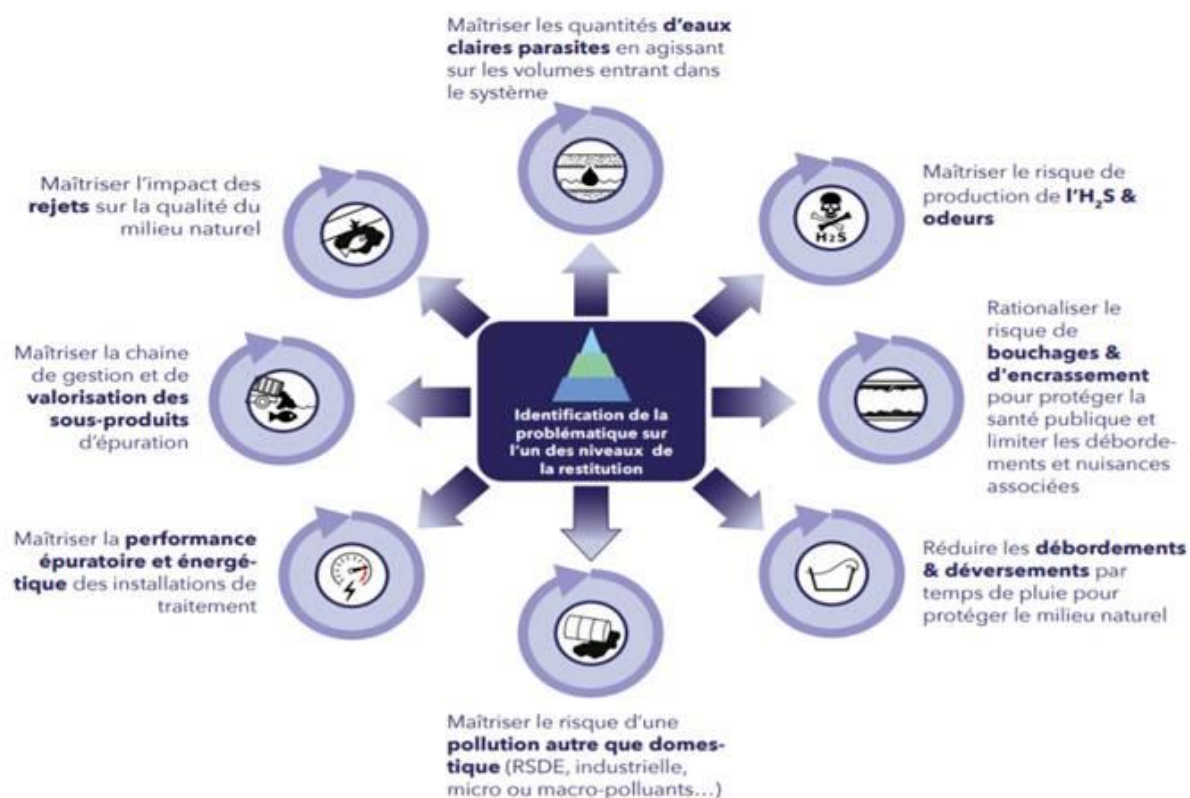 Maîtriser les quantités d'eaux
claires parasites en agissant
sur les volumes entrant dans
le système
Maîtriser le risque de
production de l'H₂S &
odeurs
H2S
Rationaliser le
risque de
bouchages &
d'encrassement
pour protéger la
santé publique et
limiter les déborde-
ments et nuisances
associées
Réduire les débordements
& déversements par
temps de pluie pour
protéger le milieu naturel
Maîtriser le risque d'une
pollution autre que domes-
tique (RSDE, industrielle,
micro ou macro-polluants...)
Maîtriser la performance
épuratoire et énergé-
tique des installations de
traitement
Maîtriser la chaine
de gestion et de
valorisation des
sous-produits
d'épuration
Maîtriser l'impact des
rejets sur la qualité du
milieu naturel
Identification de la
problématique sur
l'un des niveaux de
la restitution